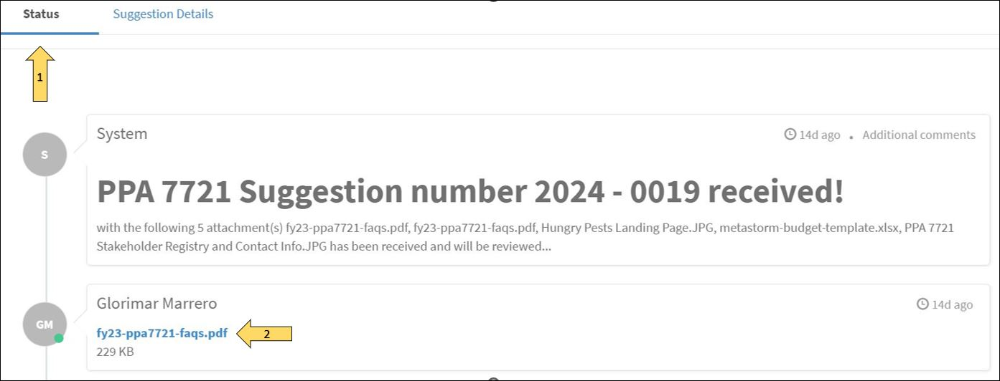 Status
Suggestion Details
1
S
System
14d ago . Additional comments
PPA 7721 Suggestion number 2024 - 0019 received!
with the following 5 attachment(s) fy23-ppa7721-faqs.pdf, fy23-ppa7721-faqs.pdf, Hungry Pests Landing Page.JPG, metastorm-budget-template.xlsx, PPA 7721
Stakeholder Registry and Contact Info.JPG has been received and will be reviewed...
GM
Glorimar Marrero
14d ago
fy23-ppa7721-faqs.pdf
2
229 KB